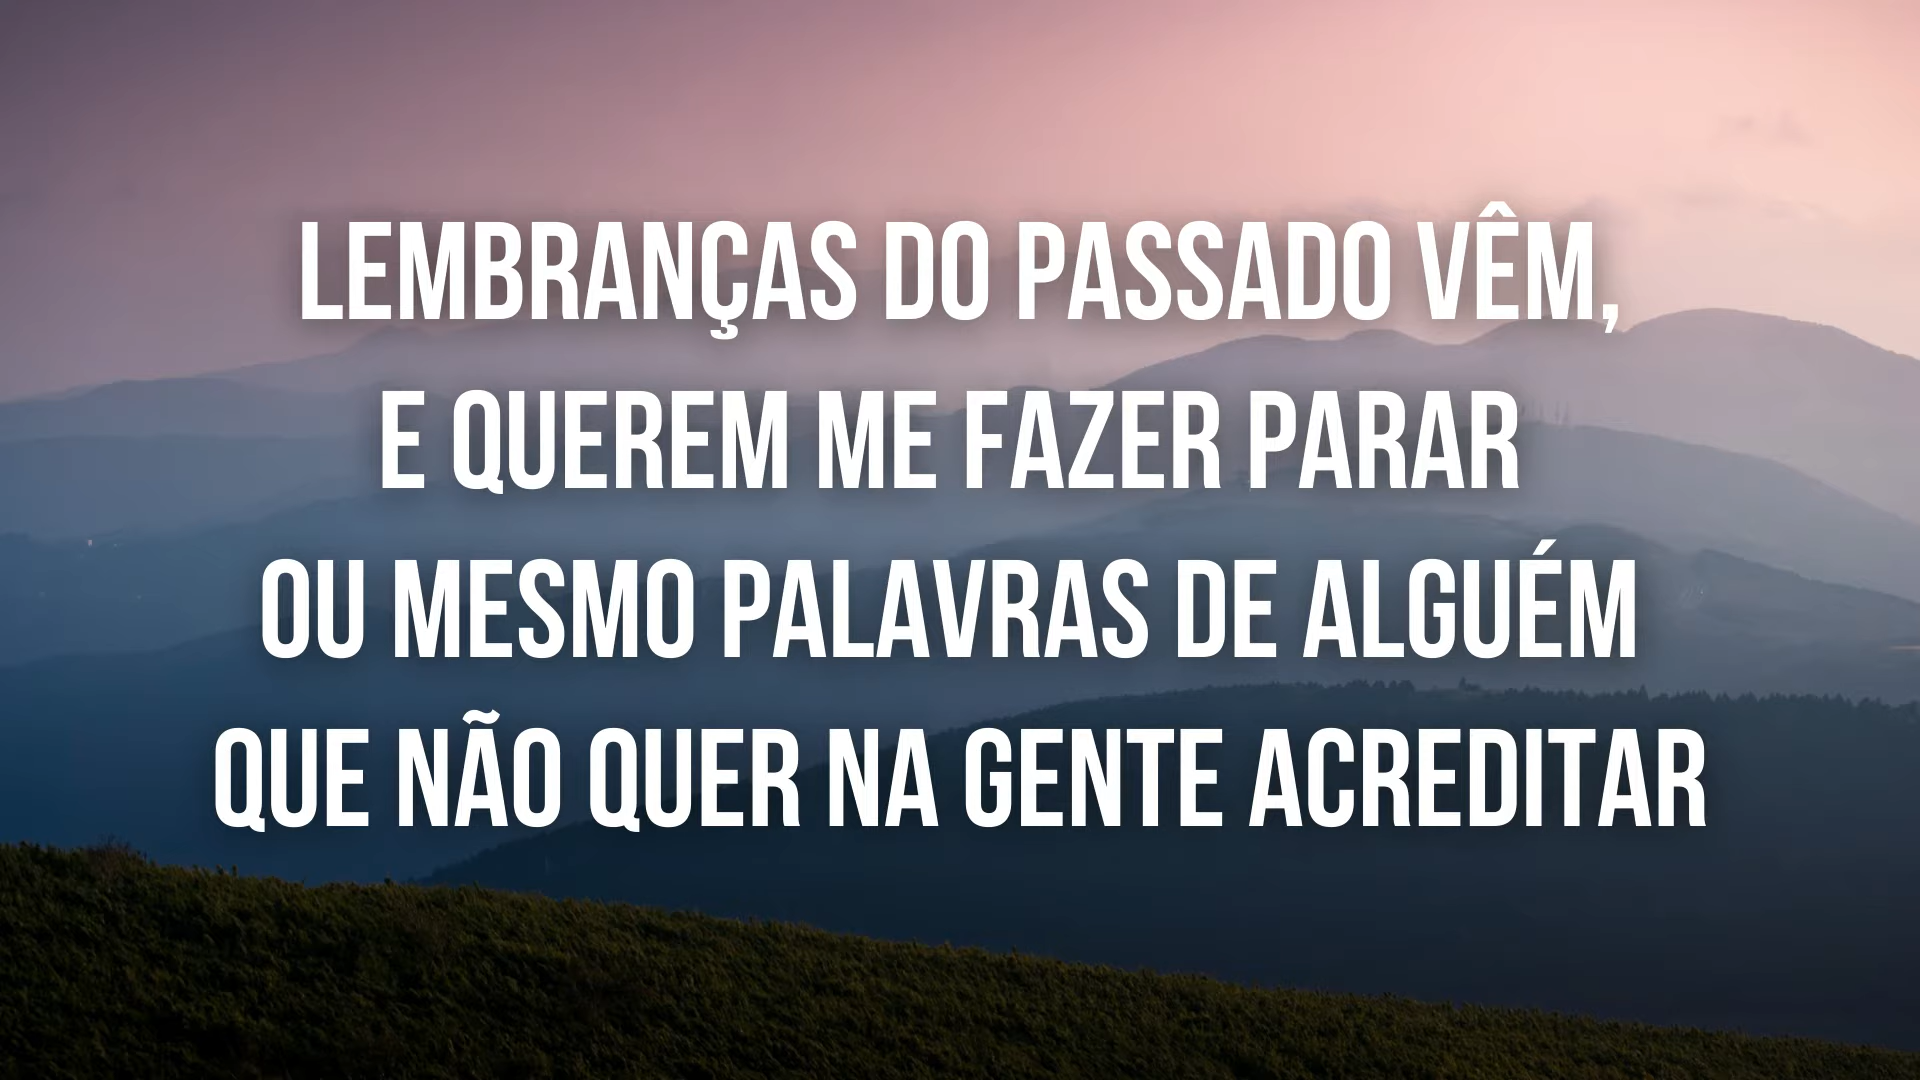 LEMBRANÇAS DO PASSADO VÊM,
E QUEREM ME FAZER PARAR
OU MESMO PALAVRAS DE ALGUÉM
QUE NÃO QUER NA GENTE ACREDITAR